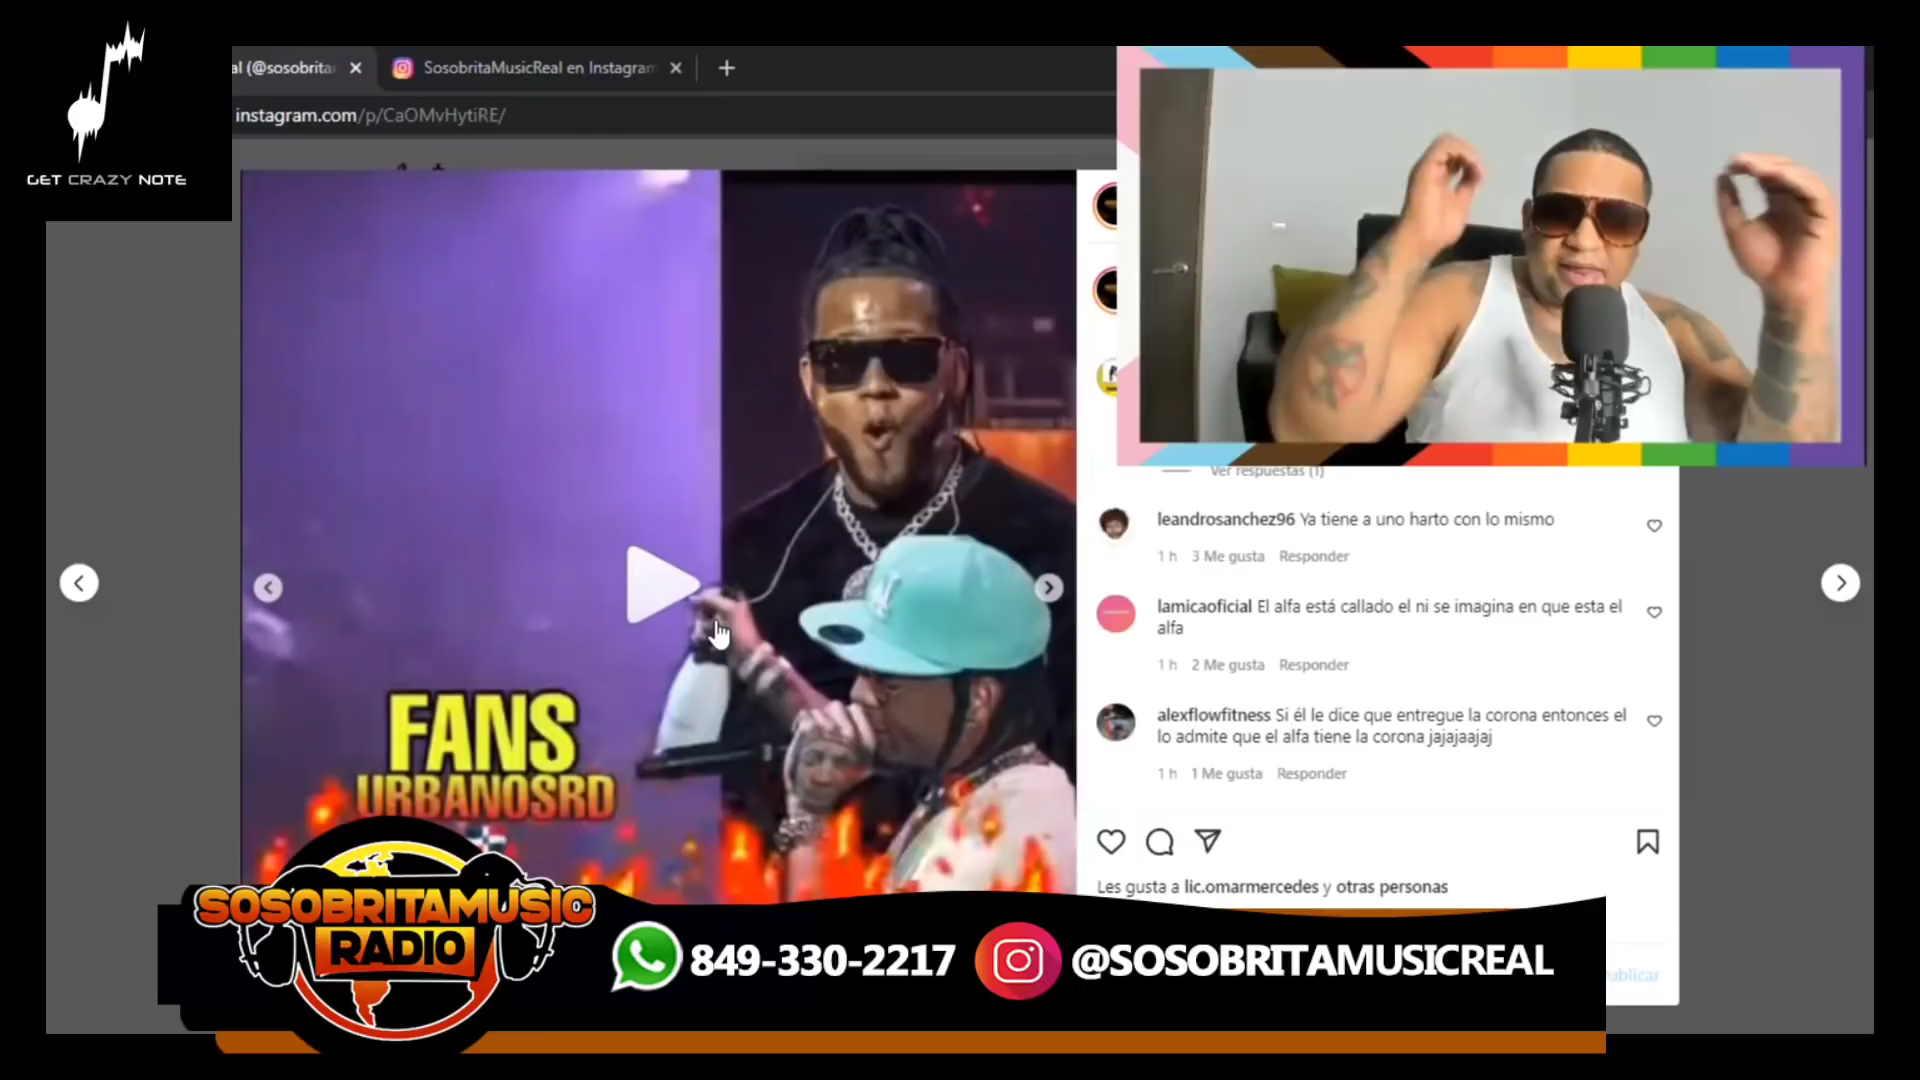 GET CRAZY NOTE
al (@sosobrita
SosobritaMusicReal en Instagram
instagram.com/p/CaOMvHytiRE/
Ver respuestas (1)
leandrosanchez96 Ya tiene a uno harto con lo mismo
1 h 3 Me gusta Responder
lamicaoficial El alfa está callado el ni se imagina en que esta el
alfa
1 h 2 Me gusta Responder
alexflowfitness Si él le dice que entregue la corona entonces el
lo admite que el alfa tiene la corona jajajaajaj
1 h 1 Me gusta Responder
FANS
URBANOSRD
Les gusta a lic.omarmercedes y otras personas
SOSOBRITAMUSIC
RADIO
849-330-2217
@SOSOBRITAMUSICREAL
ublicar